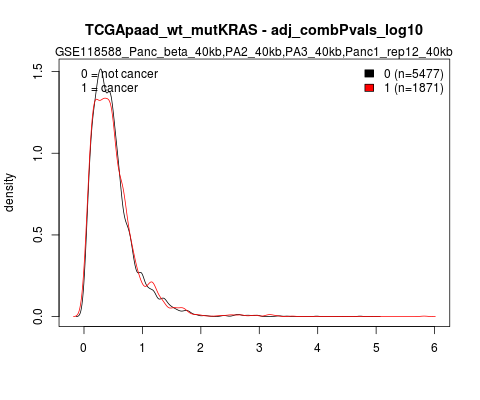 TCGApaad_wt_mutKRAS - adj_combPvals_log10
GSE118588_Panc_beta_40kb,PA2_40kb,PA3_40kb,Panc1_rep12_40kb
0 = not cancer
1 = cancer
0 (n=5477)
1 (n=1871)
density
1.5
1.0
0.5
0.0
0 1 2 3 4 5 6